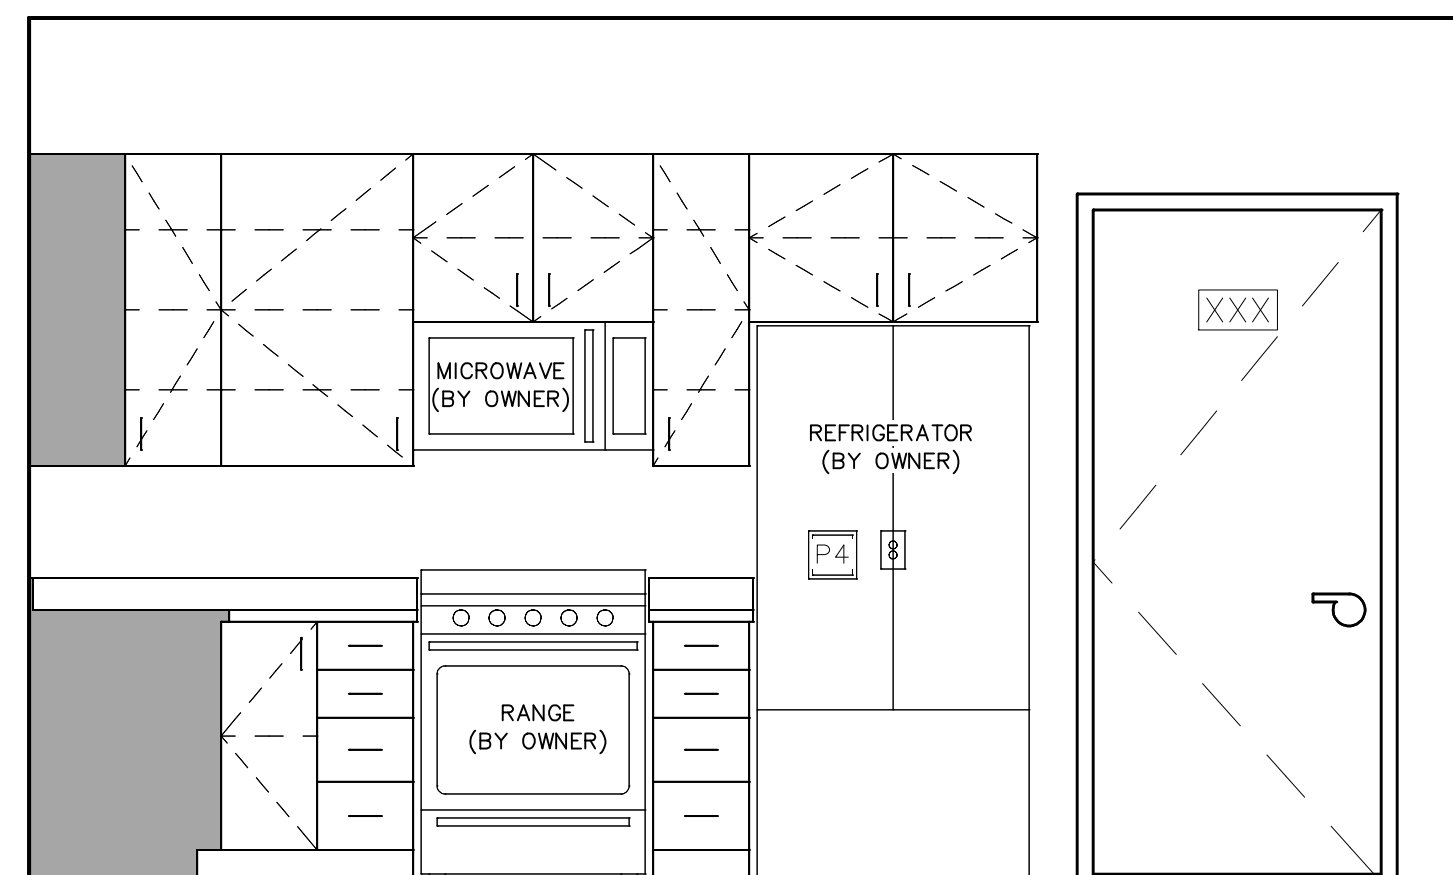 XXX
MICROWAVE
(BY OWNER)
REFRIGERATOR
(BY OWNER)
P4
RANGE
(BY OWNER)